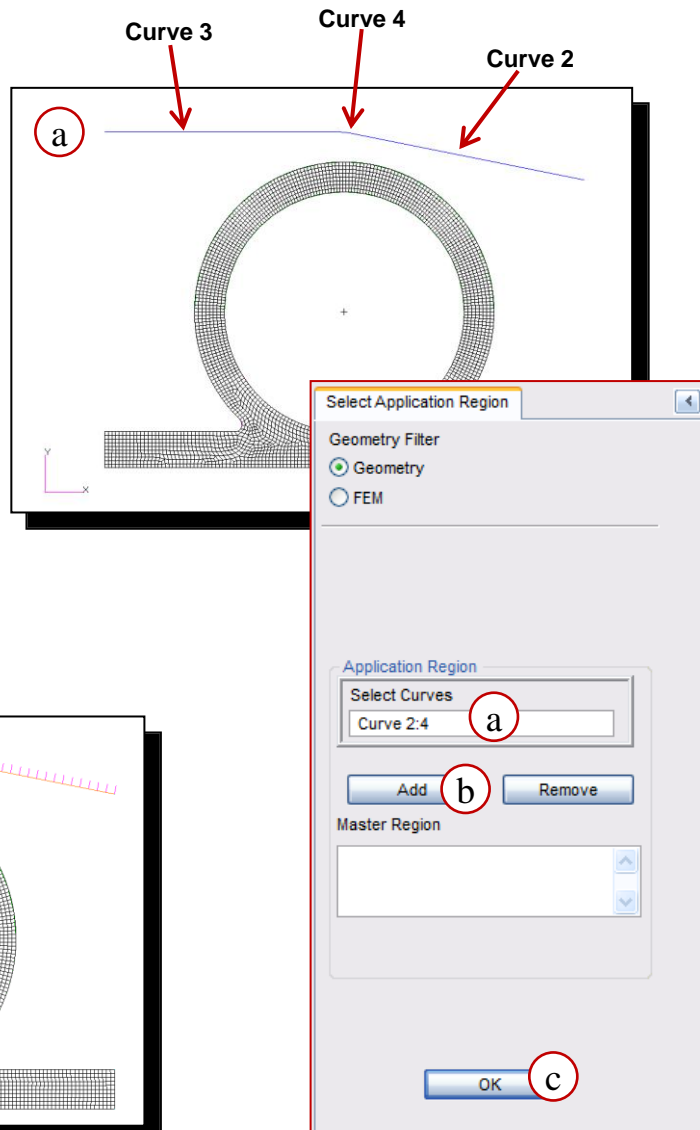 Curve 3
Curve 4
Curve 2
a
Y
X
Select Application Region
Geometry Filter
Geometry
FEM
Application Region
Select Curves
Curve 2:4
a
Add
b
Remove
Master Region
OK
c